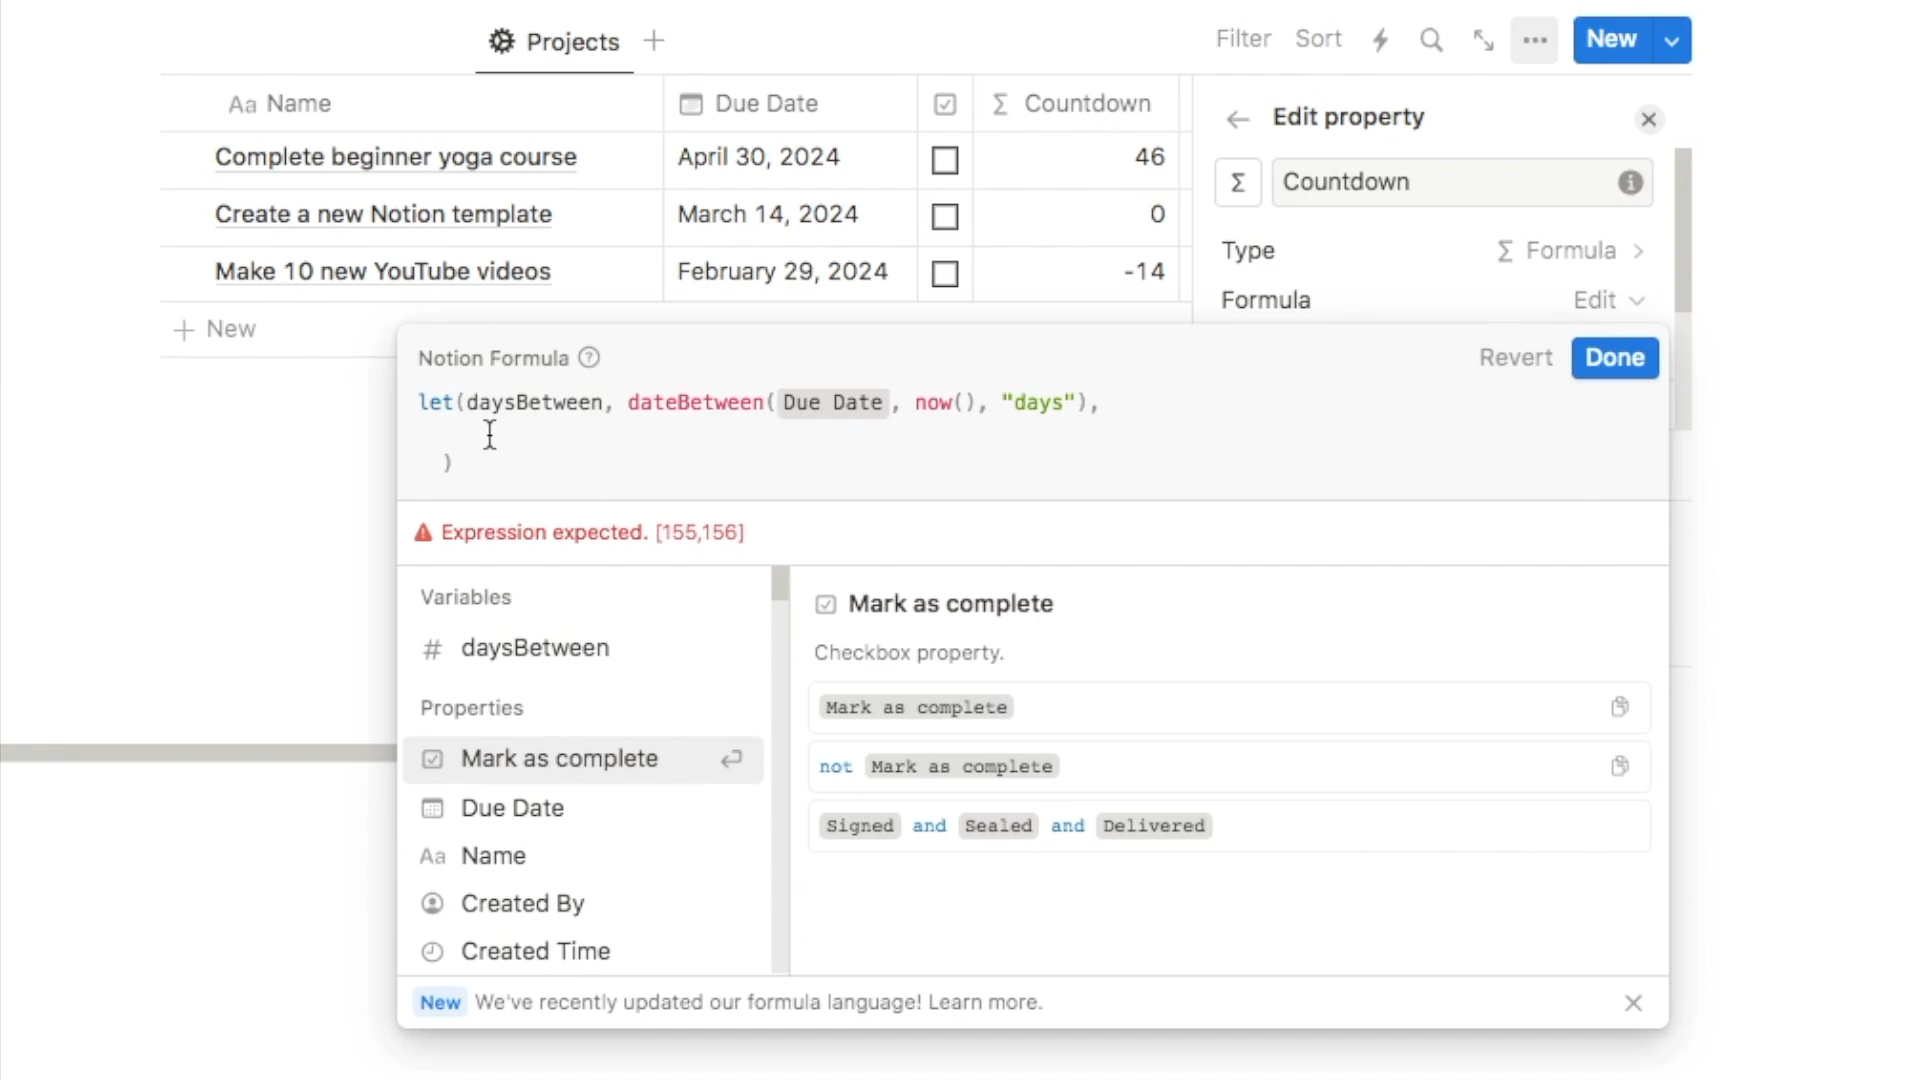 Projects
Filter Sort New
Aa Name Due Date Σ Countdown
Complete beginner yoga course April 30, 2024 46
Create a new Notion template March 14, 2024 0
Make 10 new YouTube videos February 29, 2024 -14
+ New
Edit property
Σ Countdown
Type Σ Formula
Formula Edit
Notion Formula Revert Done
let(daysBetween, dateBetween(Due Date, now(), "days"),
)
Expression expected. [155,156]
Variables
# daysBetween
Properties
Mark as complete
Due Date
Aa Name
Created By
Created Time
Mark as complete
Checkbox property.
Mark as complete
not Mark as complete
Signed and Sealed and Delivered
New We've recently updated our formula language! Learn more.